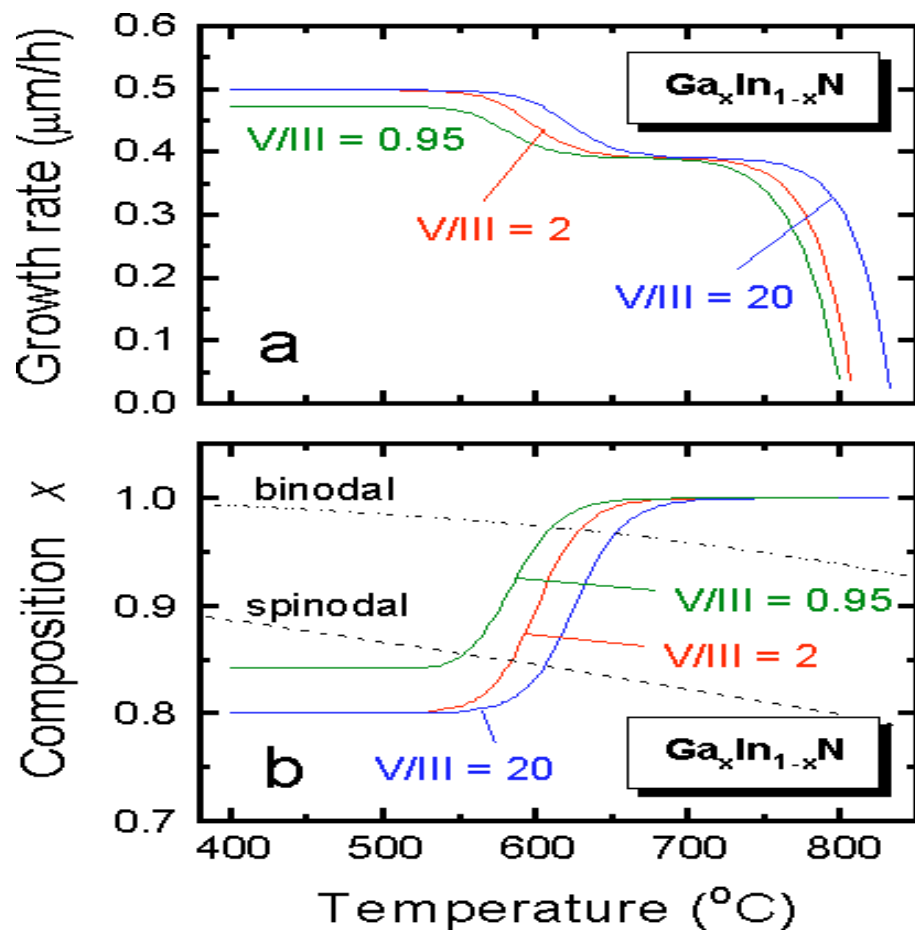 Growth rate (μm/h)
0.6
0.5
0.4
0.3
0.2
0.1
0.0
GaxIn1-xN
V/III = 0.95
V/III = 2
V/III = 20
a
Composition x
1.0
0.9
0.8
0.7
binodal
spinodal
V/III = 0.95
V/III = 2
V/III = 20
b
GaxIn1-xN
400 500 600 700 800
Temperature (°C)